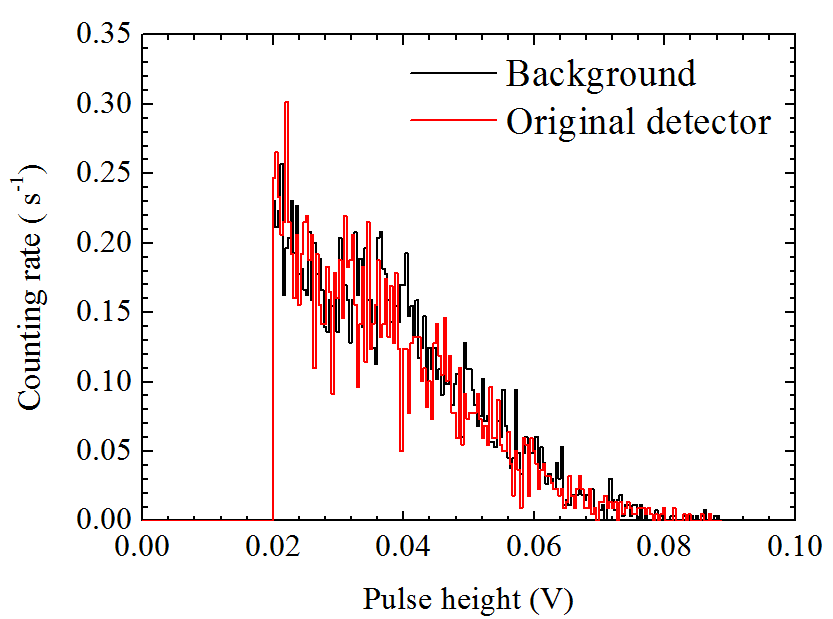 0.35
0.30
0.25
0.20
0.15
0.10
0.05
0.00
Counting rate ( s⁻¹)
Background
Original detector
0.00 0.02 0.04 0.06 0.08 0.10
Pulse height (V)